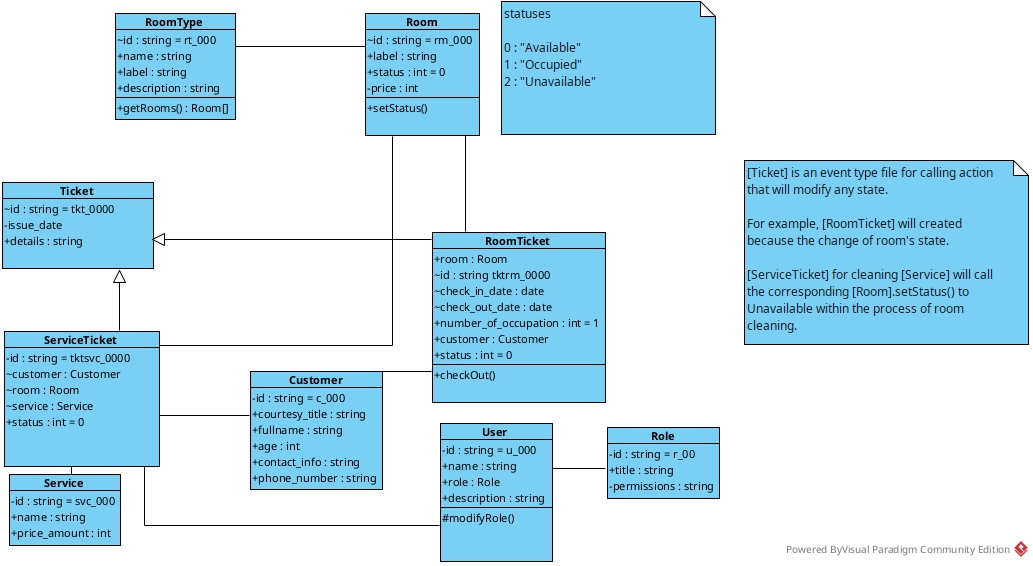 RoomType
~id : string = rt_000
+name : string
+label : string
+description : string
+getRooms() : Room[]
Room
~id : string = rm_000
+label : string
+status : int = 0
-price : int
+setStatus()
statuses
0 : "Available"
1 : "Occupied"
2 : "Unavailable"
[Ticket] is an event type file for calling action
that will modify any state.
For example, [RoomTicket] will created
because the change of room's state.
[ServiceTicket] for cleaning [Service] will call
the corresponding [Room].setStatus() to
Unavailable within the process of room
cleaning.
Ticket
~id : string = tkt_0000
-issue_date
+details : string
RoomTicket
+room : Room
~id : string tktrm_0000
~check_in_date : date
~check_out_date : date
+number_of_occupation : int = 1
+customer : Customer
+status : int = 0
+checkOut()
ServiceTicket
-id : string = tktsvc_0000
~customer : Customer
~room : Room
~service : Service
+status : int = 0
Customer
-id : string = c_000
+courtesy_title : string
+fullname : string
+age : int
+contact_info : string
+phone_number : string
User
-id : string = u_000
+name : string
+role : Role
+description : string
#modifyRole()
Role
-id : string = r_00
+title : string
-permissions : string
Service
-id : string = svc_000
+name : string
+price_amount : int
Powered ByVisual Paradigm Community Edition